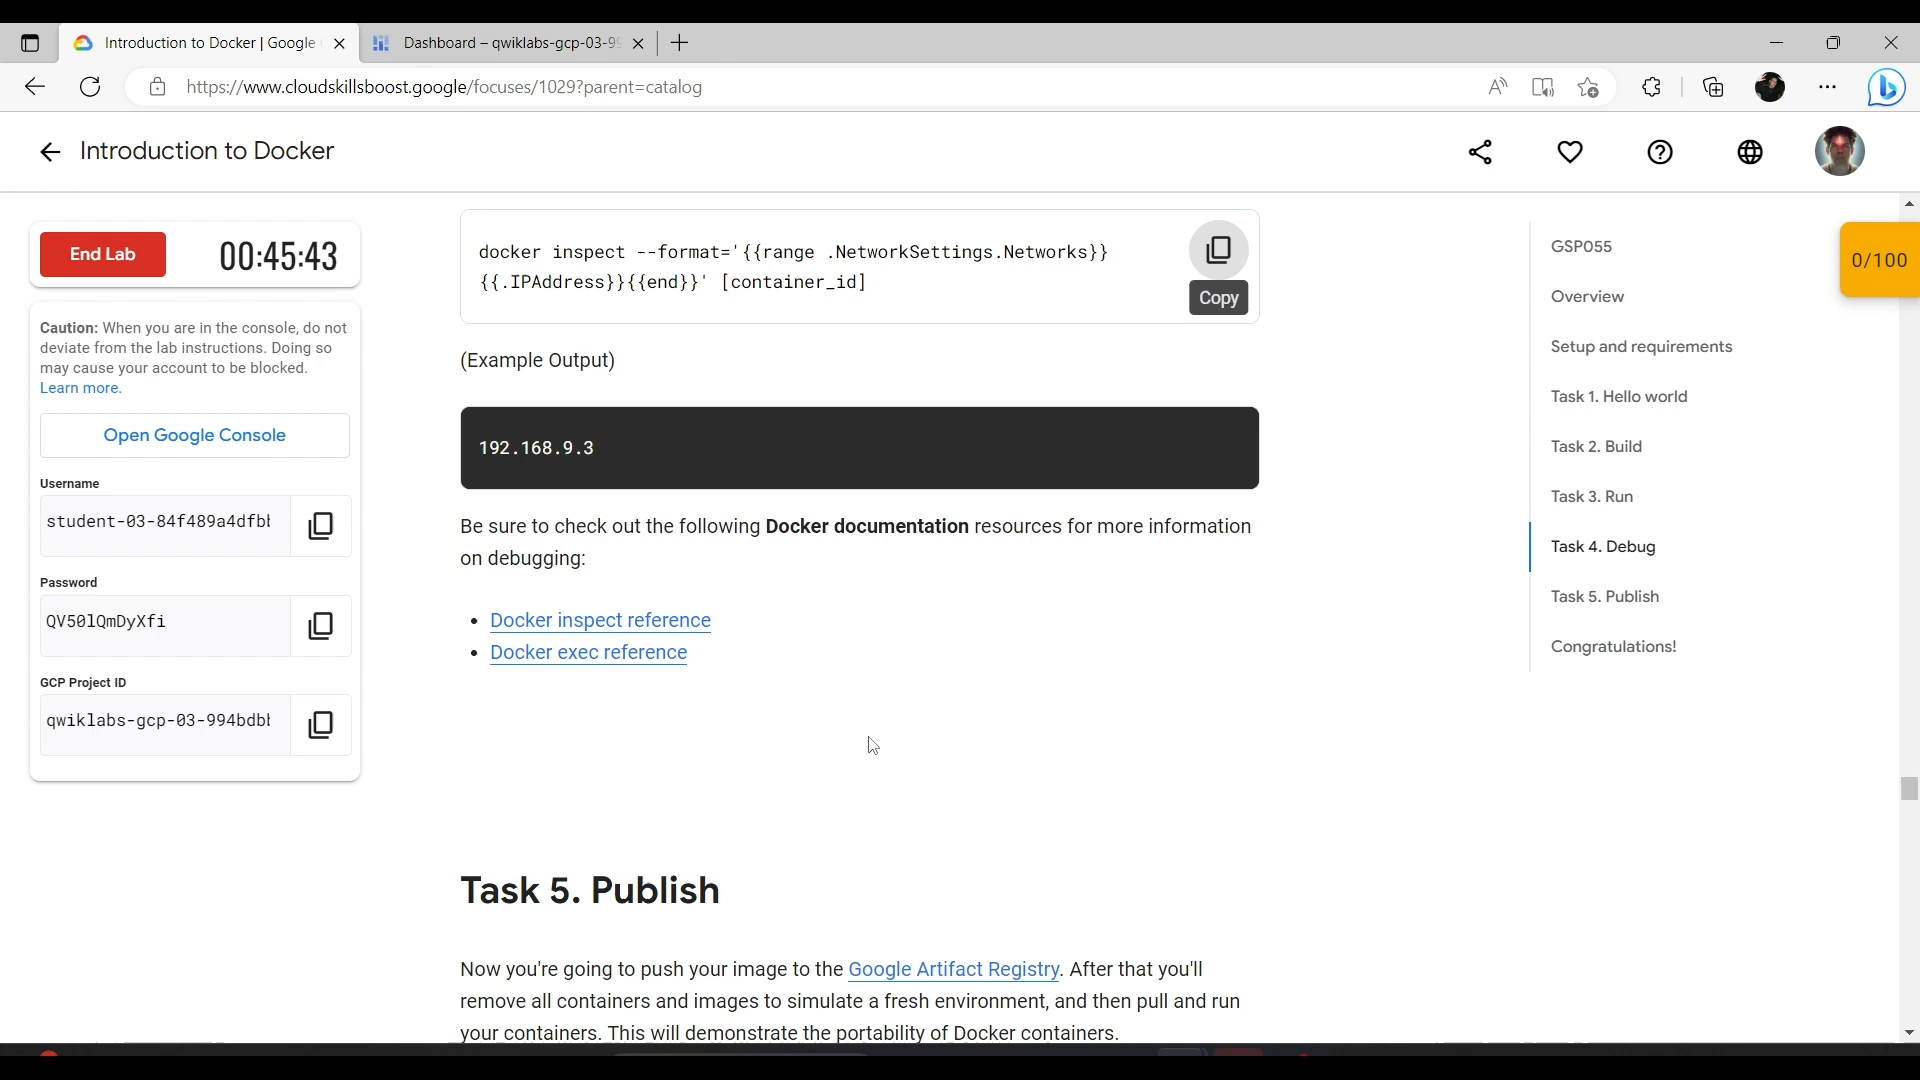 Introduction to Docker | Google
Dashboard – qwiklabs-gcp-03-99
https://www.cloudskillsboost.google/focuses/1029?parent=catalog
Introduction to Docker
End Lab
00:45:43
Caution: When you are in the console, do not
deviate from the lab instructions. Doing so
may cause your account to be blocked.
Learn more.
Open Google Console
Username
student-03-84f489a4dfbb
Password
QV50lQmDyXfi
GCP Project ID
qwiklabs-gcp-03-994bdbb
docker inspect --format='{{range .NetworkSettings.Networks}}
{{.IPAddress}}{{end}}' [container_id]
Copy
(Example Output)
192.168.9.3
Be sure to check out the following Docker documentation resources for more information
on debugging:
• Docker inspect reference
• Docker exec reference
Task 5. Publish
Now you're going to push your image to the Google Artifact Registry. After that you'll
remove all containers and images to simulate a fresh environment, and then pull and run
your containers. This will demonstrate the portability of Docker containers.
GSP055
Overview
Setup and requirements
Task 1. Hello world
Task 2. Build
Task 3. Run
Task 4. Debug
Task 5. Publish
Congratulations!
0/100